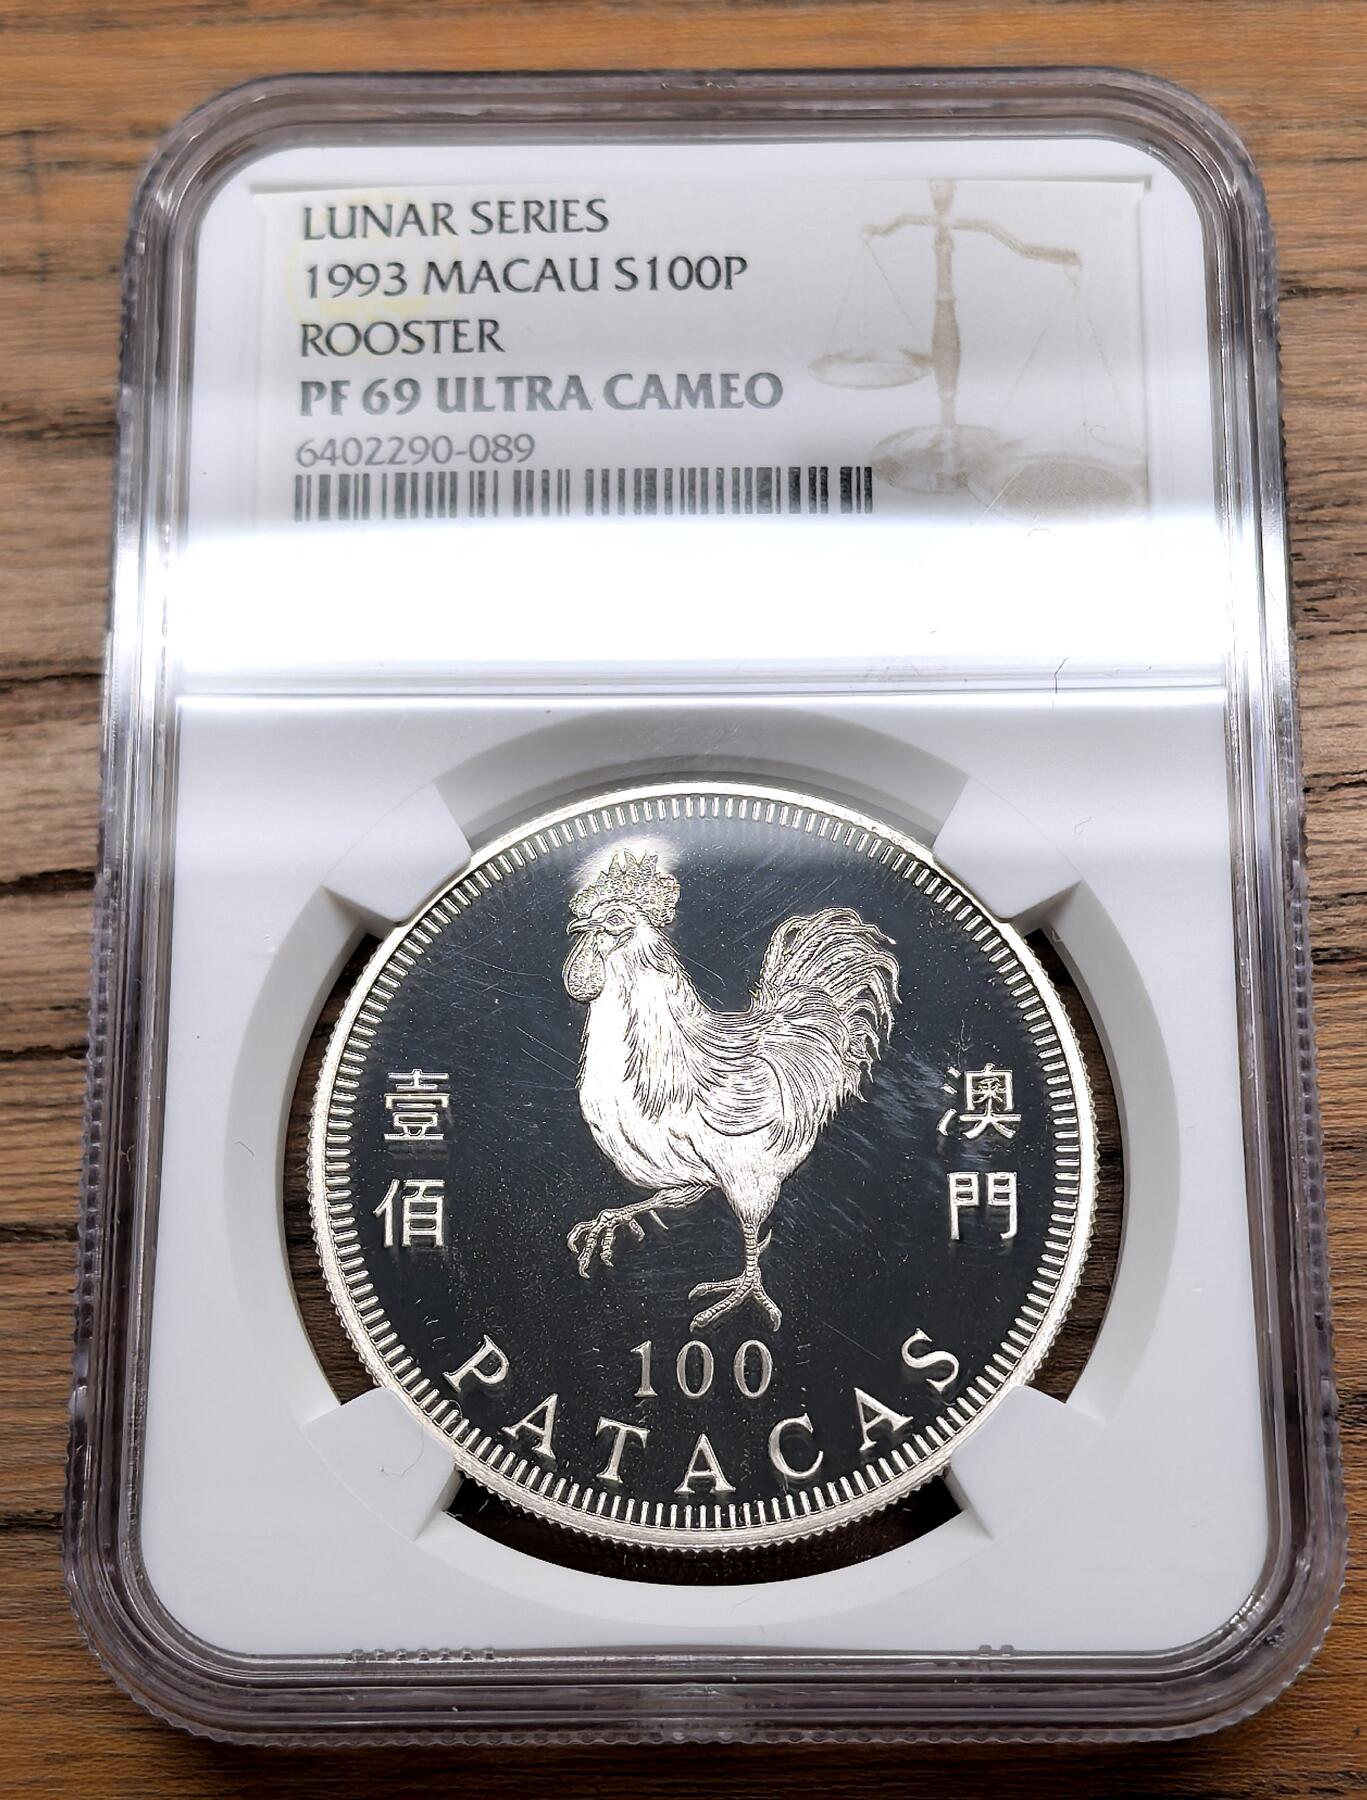 LUNAR SERIES
1993 MACAU S100P
ROOSTER
PF 69 ULTRA CAMEO
6402290-089
壹佰
澳門
100
PATACAS